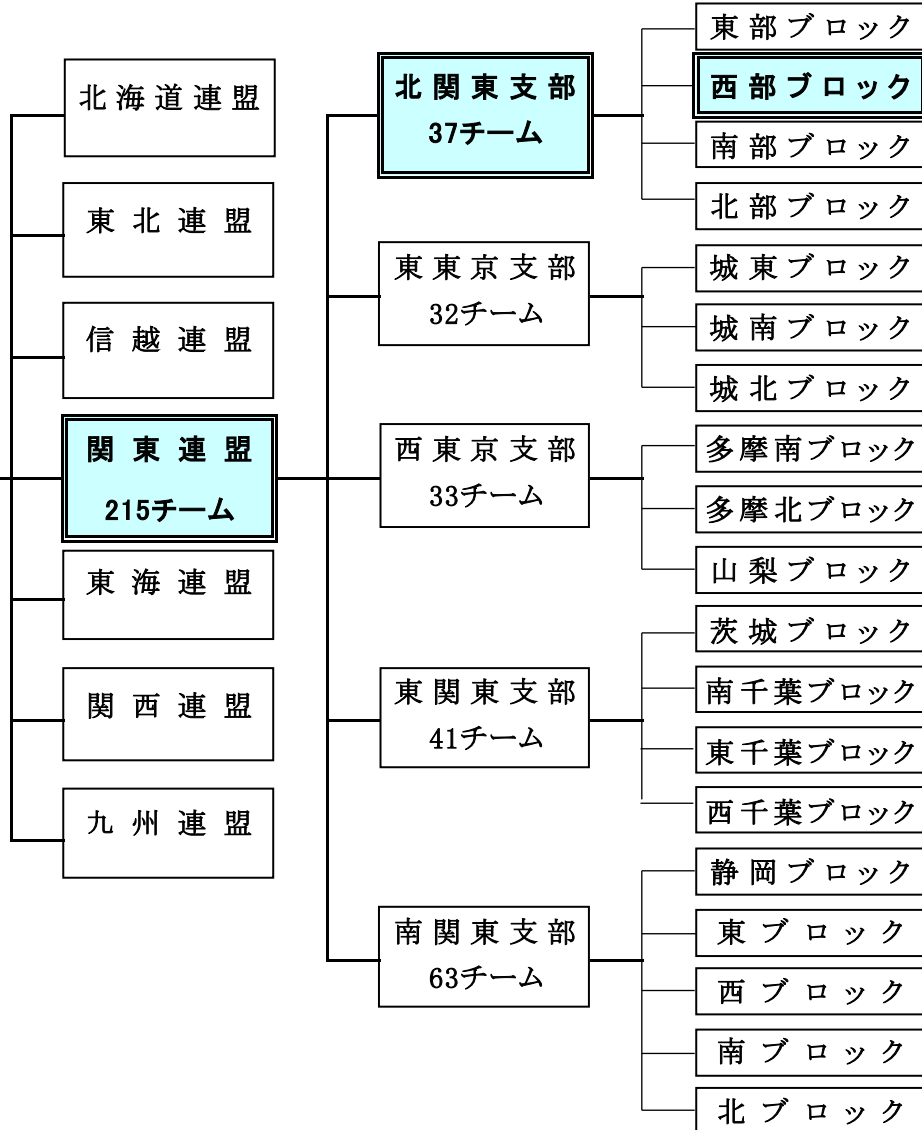 北海道連盟
東北連盟
信越連盟
関東連盟
215チーム
東海連盟
関西連盟
九州連盟
北関東支部
37チーム
東東京支部
32チーム
西東京支部
33チーム
東関東支部
41チーム
南関東支部
63チーム
東部ブロック
西部ブロック
南部ブロック
北部ブロック
城東ブロック
城南ブロック
城北ブロック
多摩南ブロック
多摩北ブロック
山梨ブロック
茨城ブロック
南千葉ブロック
東千葉ブロック
西千葉ブロック
静岡ブロック
東ブロック
西ブロック
南ブロック
北ブロック